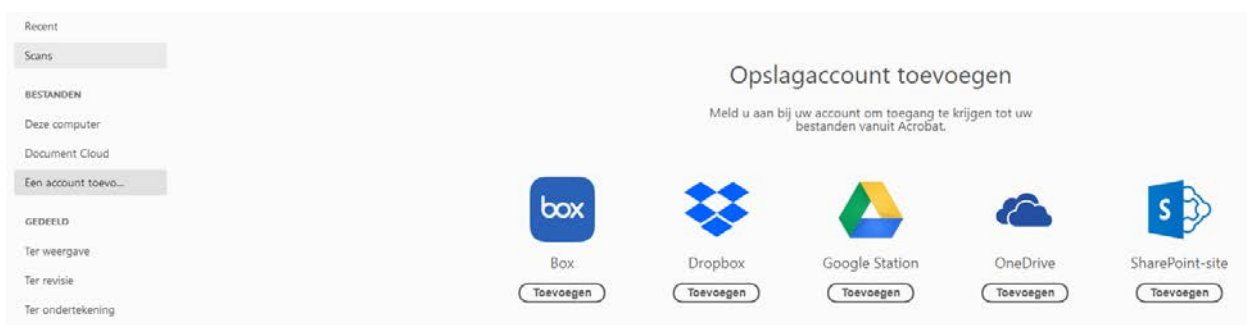 Recent
Scans
BESTANDEN
Deze computer
Document Cloud
Een account toevo...
GEDEELD
Ter weergave
Ter revisie
Ter ondertekening
Opslagaccount toevoegen
Meld u aan bij uw account om toegang te krijgen tot uw
bestanden vanuit Acrobat.
box
S
Box
Dropbox
Google Station
OneDrive
SharePoint-site
Toevoegen
Toevoegen
Toevoegen
Toevoegen
Toevoegen